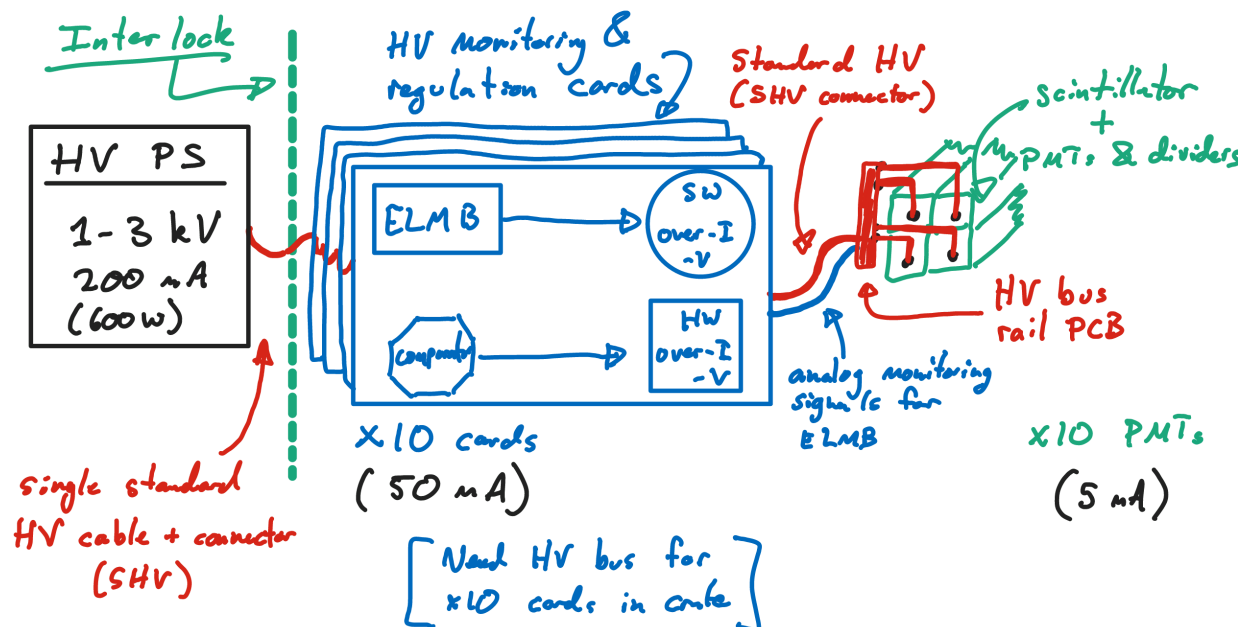 Interlock
HV PS
1-3 kV
200 mA
(600W)
single standard
HV cable + connector
(SHV)
HV monitoring &
regulation cards
ELMB
SW
over-I
-V
comparator
HW
over-I
-V
x10 cards
(50 mA)
[Need HV bus for
x10 cards in crate]
Standard HV
(SHV connector)
analog monitoring
signals for
ELMB
scintillator
+
PMTs & dividers
HV bus
rail PCB
x10 PMTs
(5 mA)